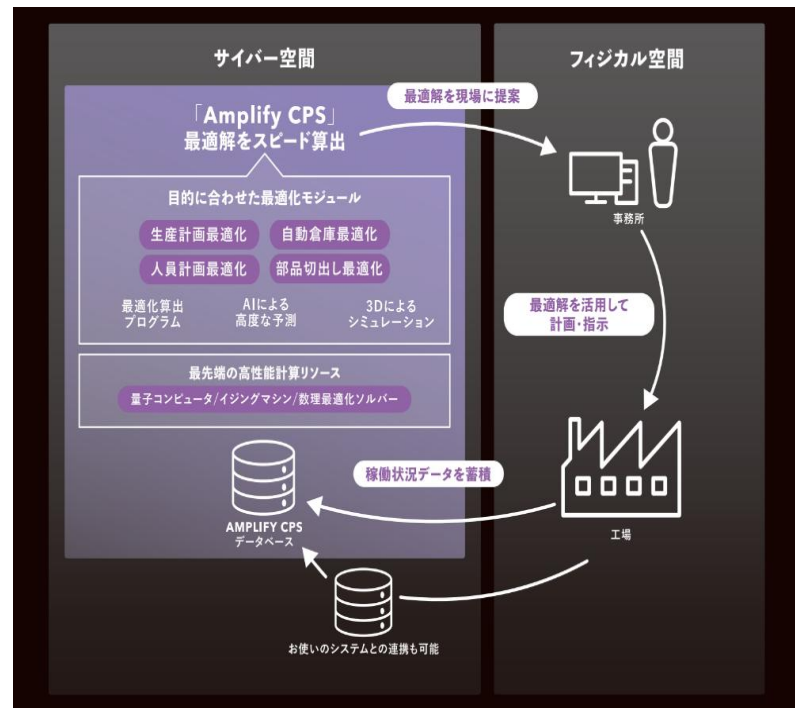 サイバー空間
フィジカル空間
「Amplify CPS」
最適解をスピード算出
最適解を現場に提案
事務所
目的に合わせた最適化モジュール
生産計画最適化
自動倉庫最適化
人員計画最適化
部品切出し最適化
最適化算出
プログラム
AIによる
高度な予測
3Dによる
シミュレーション
最適解を活用して
計画・指示
最先端の高性能計算リソース
量子コンピュータ/イジングマシン/数理最適化ソルバー
稼働状況データを蓄積
AMPLIFY CPS
データベース
工場
お使いのシステムとの連携も可能